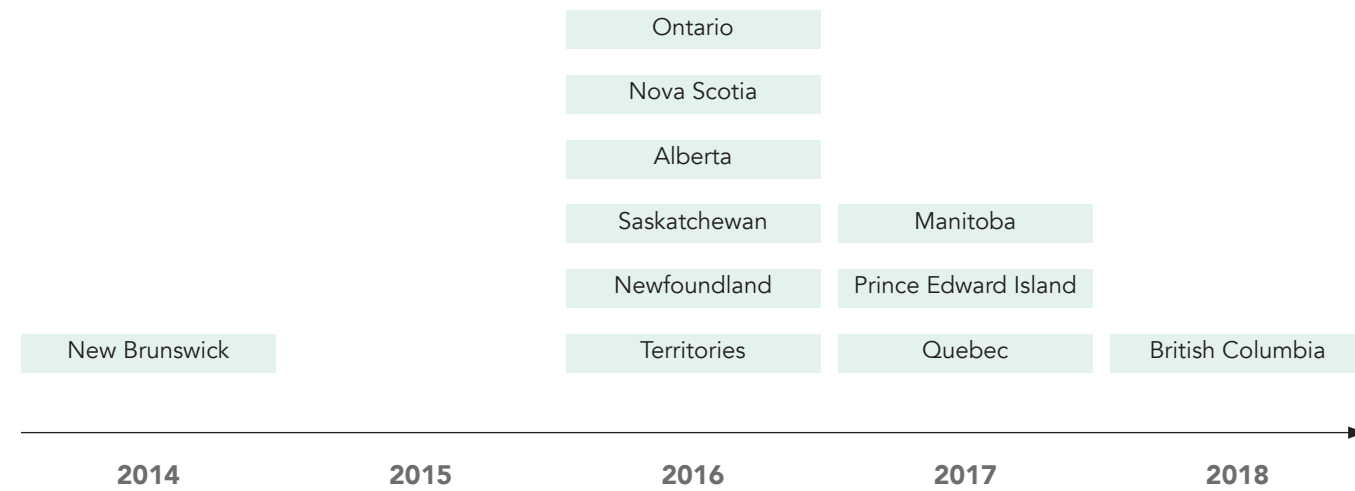 Ontario
Nova Scotia
Alberta
Saskatchewan Manitoba
Newfoundland Prince Edward Island
New Brunswick Territories Quebec British Columbia
2014 2015 2016 2017 2018